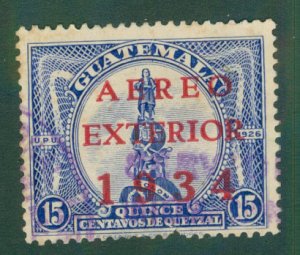 GUATEMALA
AEREO
EXTERIOR
1934
U.P.U. 1926
15 QUINCE 15
CENTAVOS DE QUETZAL